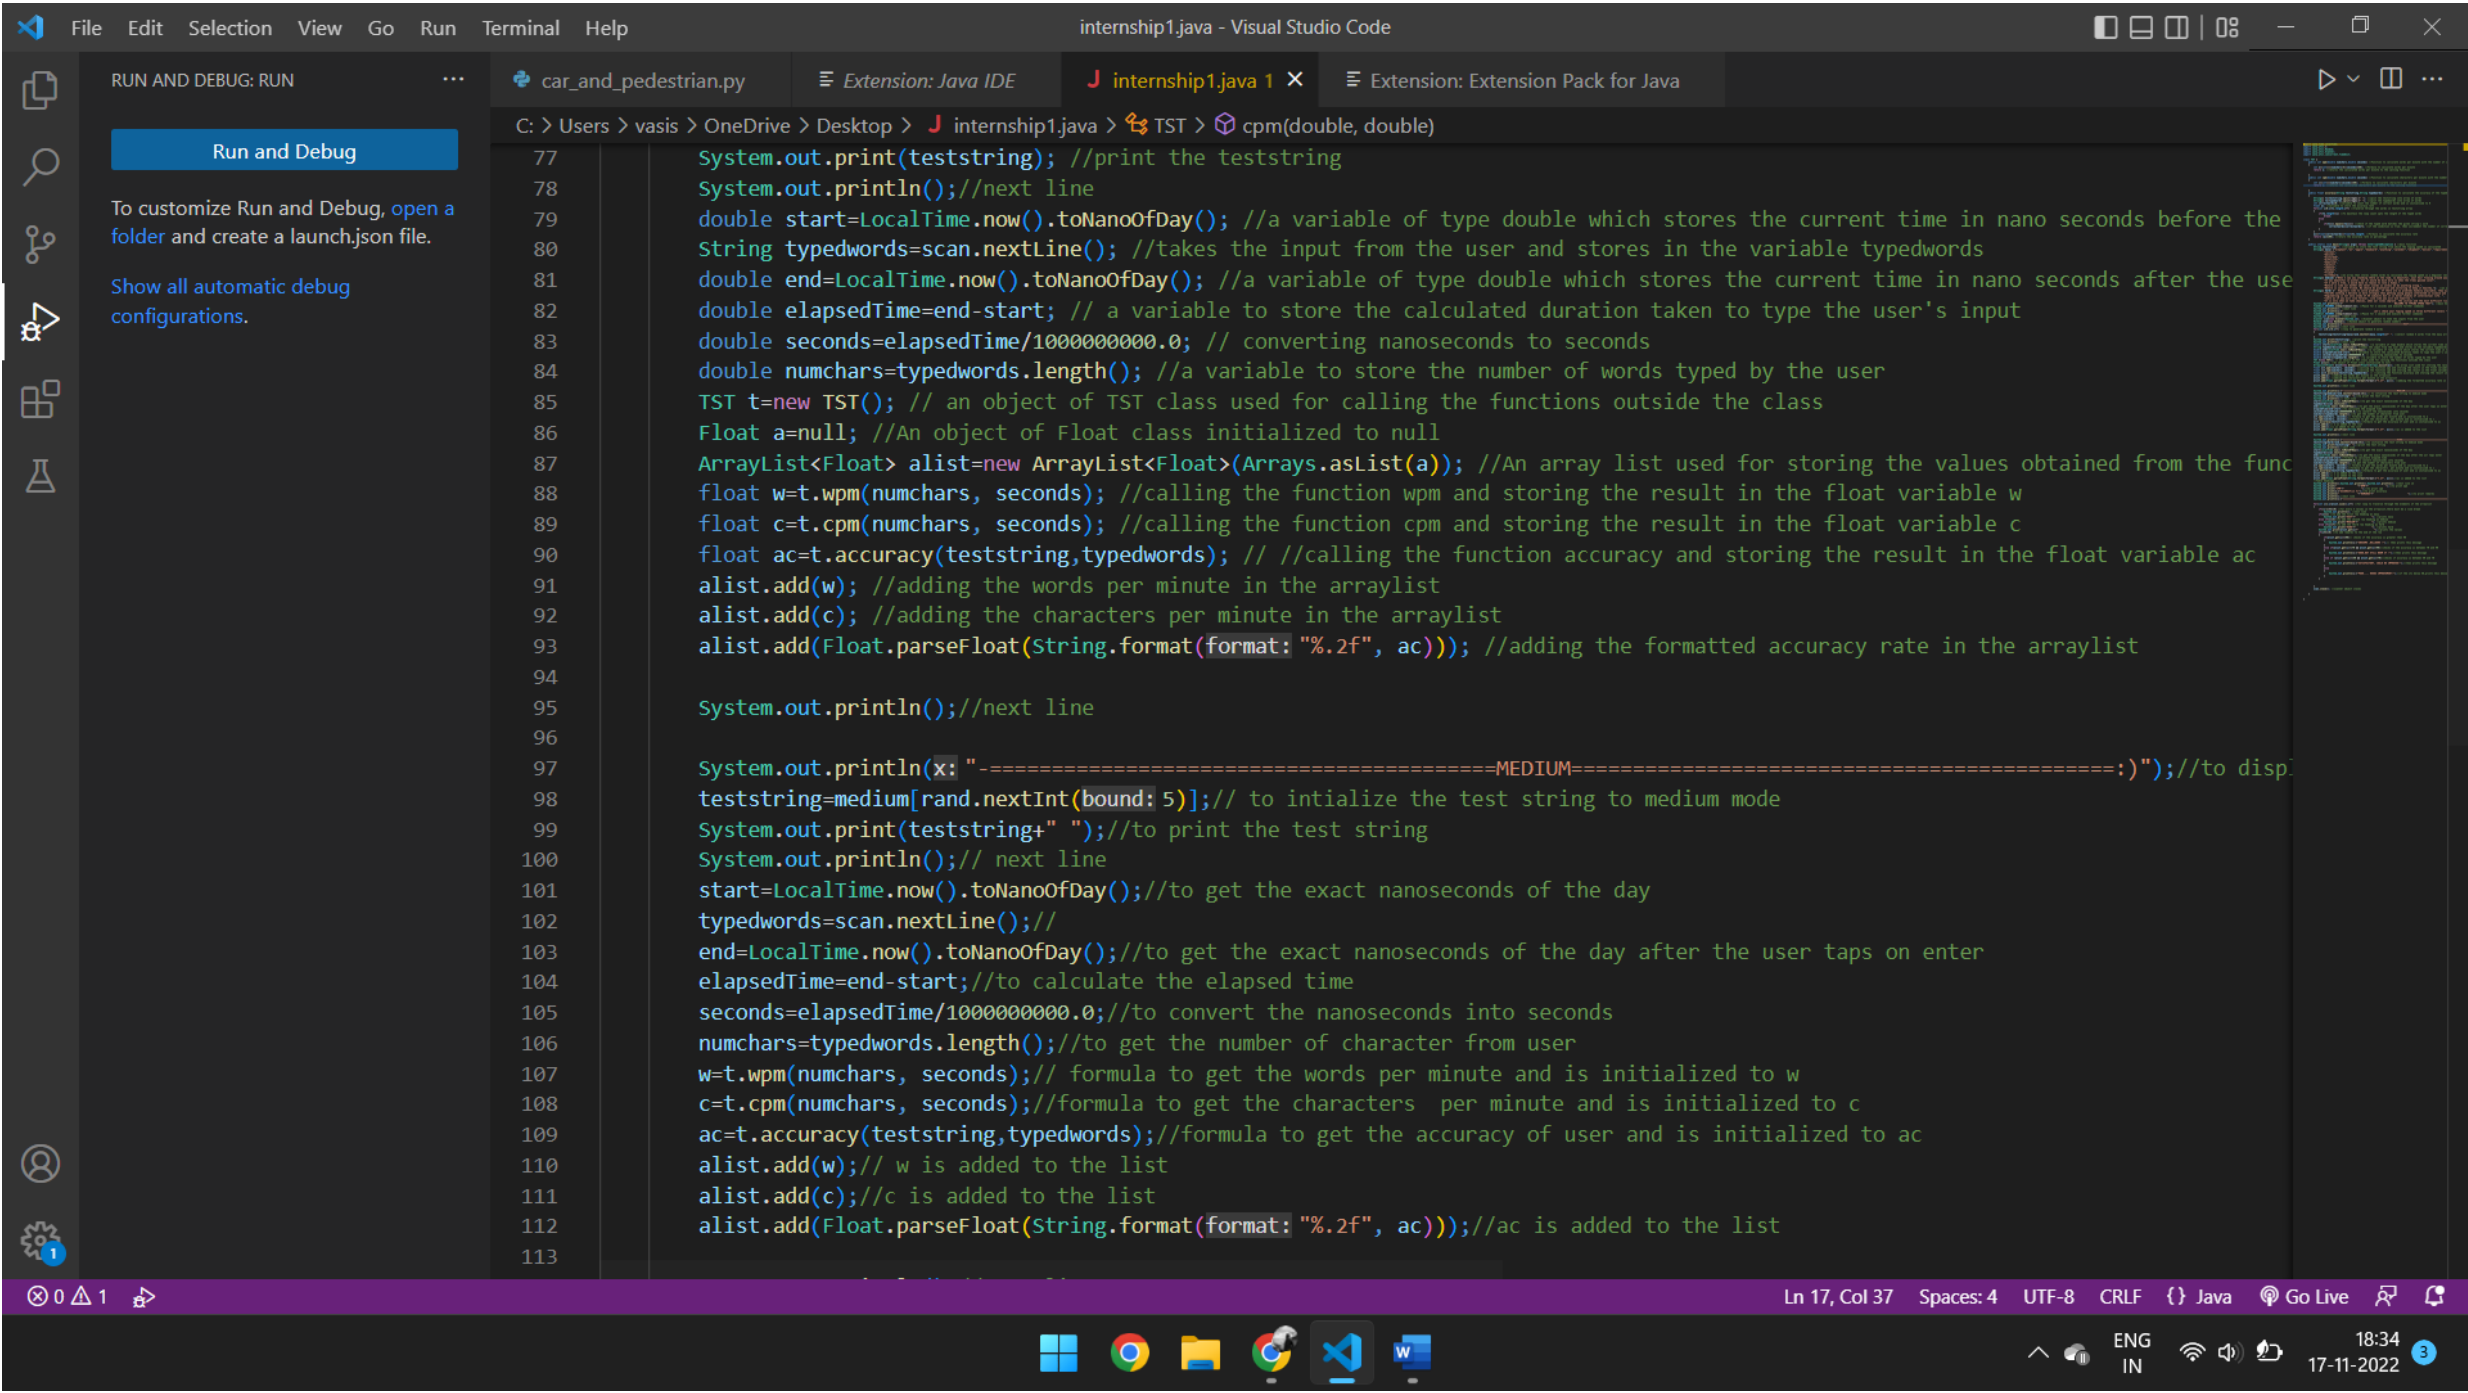 File Edit Selection View Go Run Terminal Help
internship1.java - Visual Studio Code
RUN AND DEBUG: RUN
car_and_pedestrian.py
Extension: Java IDE
internship1.java 1
Extension: Extension Pack for Java
C: > Users > vasis > OneDrive > Desktop > J internship1.java > TST > cpm(double, double)
Run and Debug
To customize Run and Debug, open a
folder and create a launch.json file.
Show all automatic debug
configurations.
77 System.out.print(teststring); //print the teststring
78 System.out.println();//next line
79 double start=LocalTime.now().toNanoOfDay(); //a variable of type double which stores the current time in nano seconds before the
80 String typedwords=scan.nextLine(); //takes the input from the user and stores in the variable typedwords
81 double end=LocalTime.now().toNanoOfDay(); //a variable of type double which stores the current time in nano seconds after the use
82 double elapsedTime=end-start; // a variable to store the calculated duration taken to type the user's input
83 double seconds=elapsedTime/1000000000.0; // converting nanoseconds to seconds
84 double numchars=typedwords.length(); //a variable to store the number of words typed by the user
85 TST t=new TST(); // an object of TST class used for calling the functions outside the class
86 Float a=null; //An object of Float class initialized to null
87 ArrayList<Float> alist=new ArrayList<Float>(Arrays.asList(a)); //An array list used for storing the values obtained from the func
88 float w=t.wpm(numchars, seconds); //calling the function wpm and storing the result in the float variable w
89 float c=t.cpm(numchars, seconds); //calling the function cpm and storing the result in the float variable c
90 float ac=t.accuracy(teststring,typedwords); // //calling the function accuracy and storing the result in the float variable ac
91 alist.add(w); //adding the words per minute in the arraylist
92 alist.add(c); //adding the characters per minute in the arraylist
93 alist.add(Float.parseFloat(String.format(format: "%.2f", ac))); //adding the formatted accuracy rate in the arraylist
94
95 System.out.println();//next line
96
97 System.out.println(x: "-=========================================MEDIUM============================================:)");//to displ
98 teststring=medium[rand.nextInt(bound: 5)];// to intialize the test string to medium mode
99 System.out.print(teststring+" ");//to print the test string
100 System.out.println();// next line
101 start=LocalTime.now().toNanoOfDay();//to get the exact nanoseconds of the day
102 typedwords=scan.nextLine();//
103 end=LocalTime.now().toNanoOfDay();//to get the exact nanoseconds of the day after the user taps on enter
104 elapsedTime=end-start;//to calculate the elapsed time
105 seconds=elapsedTime/1000000000.0;//to convert the nanoseconds into seconds
106 numchars=typedwords.length();//to get the number of character from user
107 w=t.wpm(numchars, seconds);// formula to get the words per minute and is initialized to w
108 c=t.cpm(numchars, seconds);//formula to get the characters  per minute and is initialized to c
109 ac=t.accuracy(teststring,typedwords);//formula to get the accuracy of user and is initialized to ac
110 alist.add(w);// w is added to the list
111 alist.add(c);//c is added to the list
112 alist.add(Float.parseFloat(String.format(format: "%.2f", ac)));//ac is added to the list
113
1
0 1
Ln 17, Col 37 Spaces: 4 UTF-8 CRLF {} Java Go Live
ENG
IN
18:34
17-11-2022
3